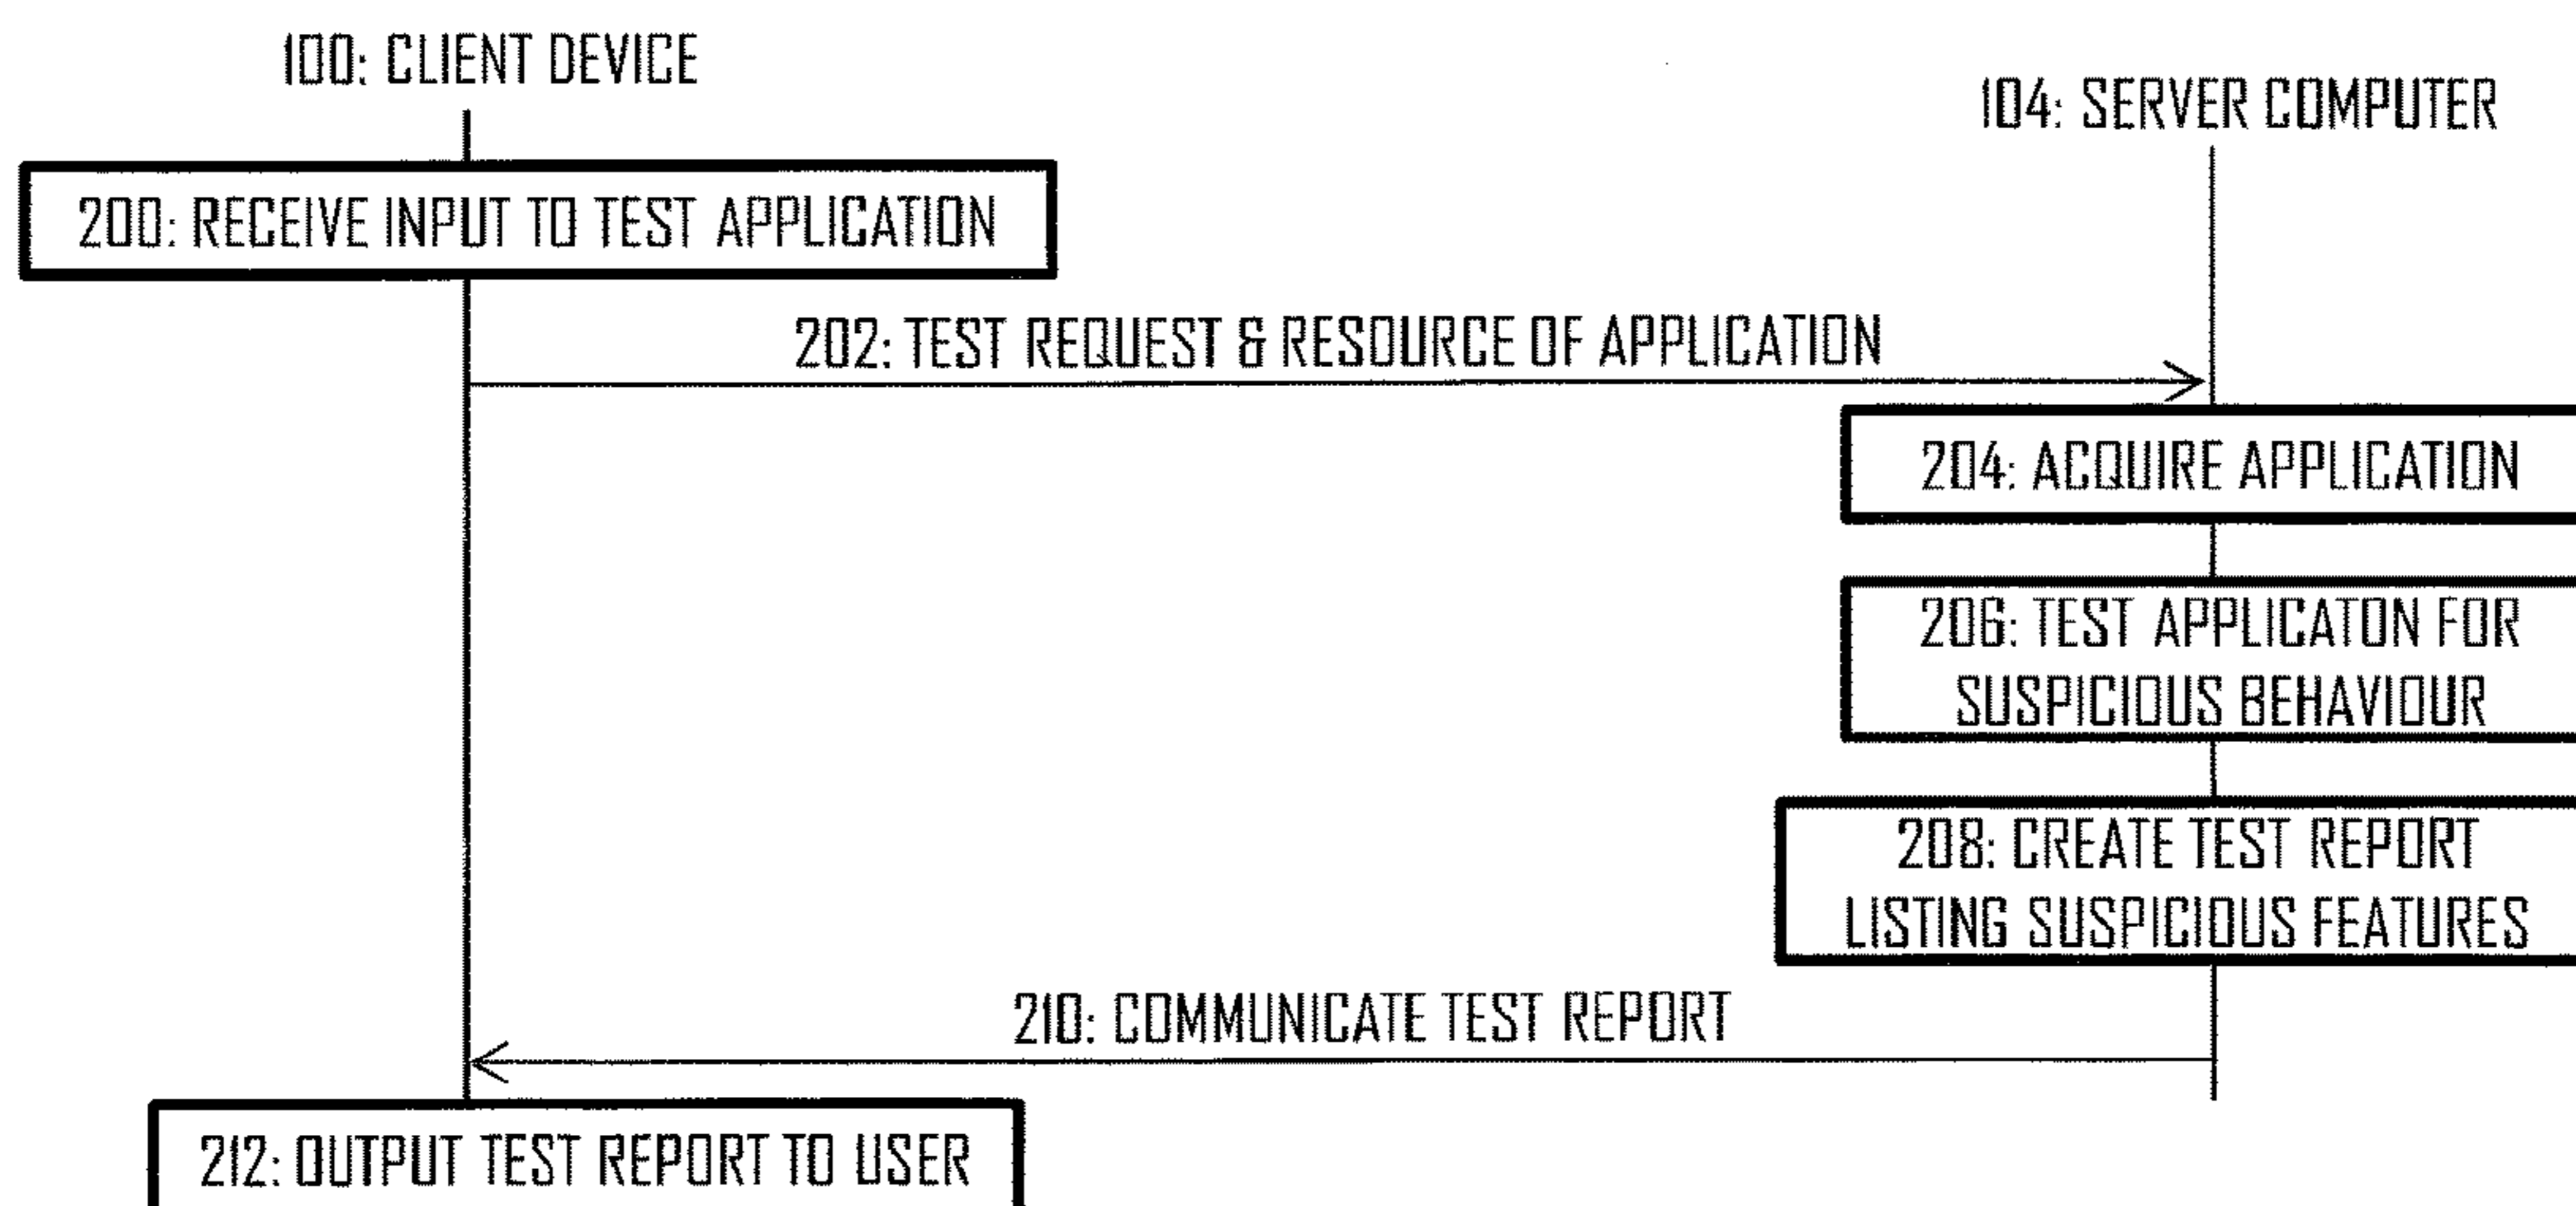 100: CLIENT DEVICE
104: SERVER COMPUTER
200: RECEIVE INPUT TO TEST APPLICATION
202: TEST REQUEST & RESOURCE OF APPLICATION
204: ACQUIRE APPLICATION
206: TEST APPLICATON FOR
SUSPICIOUS BEHAVIOUR
208: CREATE TEST REPORT
LISTING SUSPICIOUS FEATURES
210: COMMUNICATE TEST REPORT
212: OUTPUT TEST REPORT TO USER